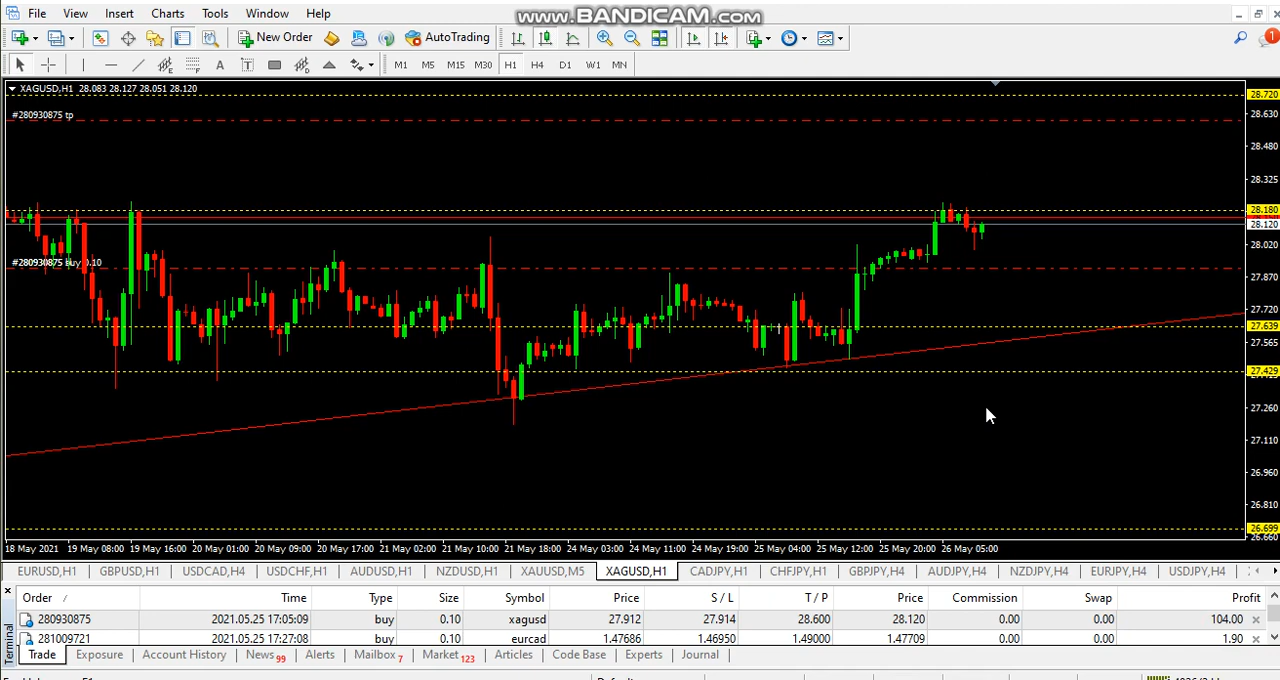 www.BANDICAM.com
File View Insert Charts Tools Window Help
New Order AutoTrading 1
A T M1 M5 M15 M30 H1 H4 D1 W1 MN
XAGUSD,H1 28.083 28.127 28.051 28.120
28.720
#280930875 tp
28.630
28.480
28.325
28.180
28.120
28.020
#280930875 buy 0.10
27.870
27.720
27.639
27.565
27.429
27.260
27.110
26.960
26.810
26.699
26.660
18 May 2021 19 May 08:00 19 May 16:00 20 May 01:00 20 May 09:00 20 May 17:00 21 May 02:00 21 May 10:00 21 May 18:00 24 May 03:00 24 May 11:00 24 May 19:00 25 May 04:00 25 May 12:00 25 May 20:00 26 May 05:00
EURUSD,H1 GBPUSD,H1 USDCAD,H4 USDCHF,H1 AUDUSD,H1 NZDUSD,H1 XAUUSD,M5 XAGUSD,H1 CADJPY,H1 CHFJPY,H1 GBPJPY,H4 AUDJPY,H4 NZDJPY,H4 EURJPY,H4 USDJPY,H4
Order / Time Type Size Symbol Price S / L T / P Price Commission Swap Profit
280930875 2021.05.25 17:05:09 buy 0.10 xagusd 27.912 27.914 28.600 28.120 0.00 0.00 104.00
281009721 2021.05.25 17:27:08 buy 0.10 eurcad 1.47686 1.46950 1.49000 1.47709 0.00 0.00 1.90
Terminal
Trade Exposure Account History News 99 Alerts Mailbox 7 Market 123 Articles Code Base Experts Journal